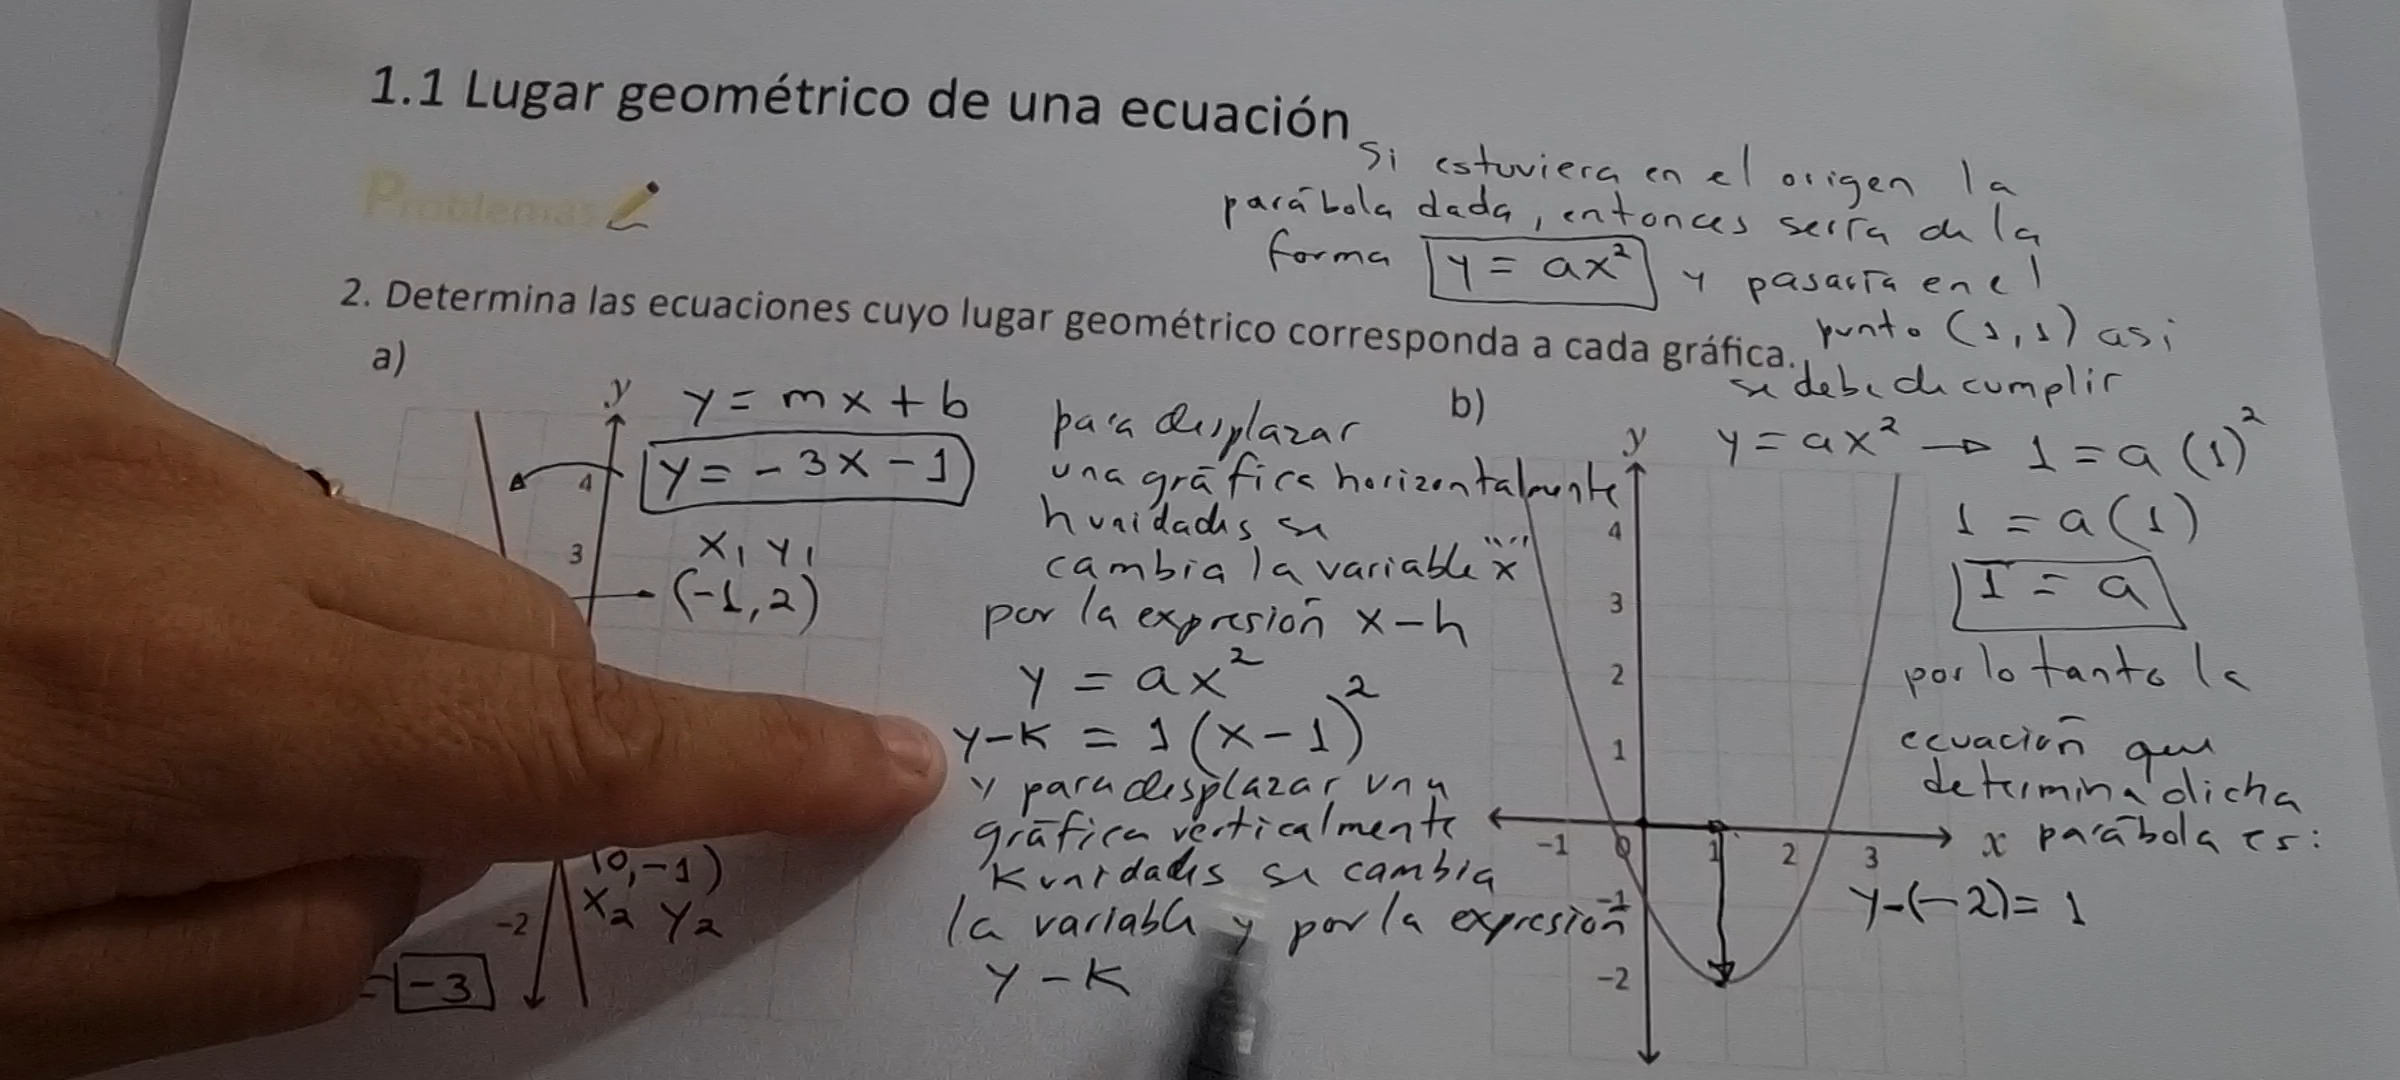 1.1 Lugar geométrico de una ecuación
Problemas
Si estuviera en el origen la
parábola dada, entonces sería de la
forma y = ax² y pasaría en el
punto (1,1) asi
se debe de cumplir
2. Determina las ecuaciones cuyo lugar geométrico corresponda a cada gráfica.
a)
y
4
3
-2
y = mx + b
y = -3x - 1
x₁ y₁
(-1,2)
(0,-1)
x₂ y₂
= -3
para desplazar
una gráfica horizontalmente
h unidades se
cambia la variable "x"
por la expresión x-h
y = ax²
y-k = 1(x-1)²
y para desplazar una
gráfica verticalmente
k unidades se cambia
la variable y por la expresión
y - k
b)
y
4
3
2
1
-1 0 1 2 3 x
-1
-2
y = ax² → 1 = a(1)²
1 = a(1)
1 = a
por lo tanto la
ecuación que
determina dicha
parábola es:
y-(-2)= 1